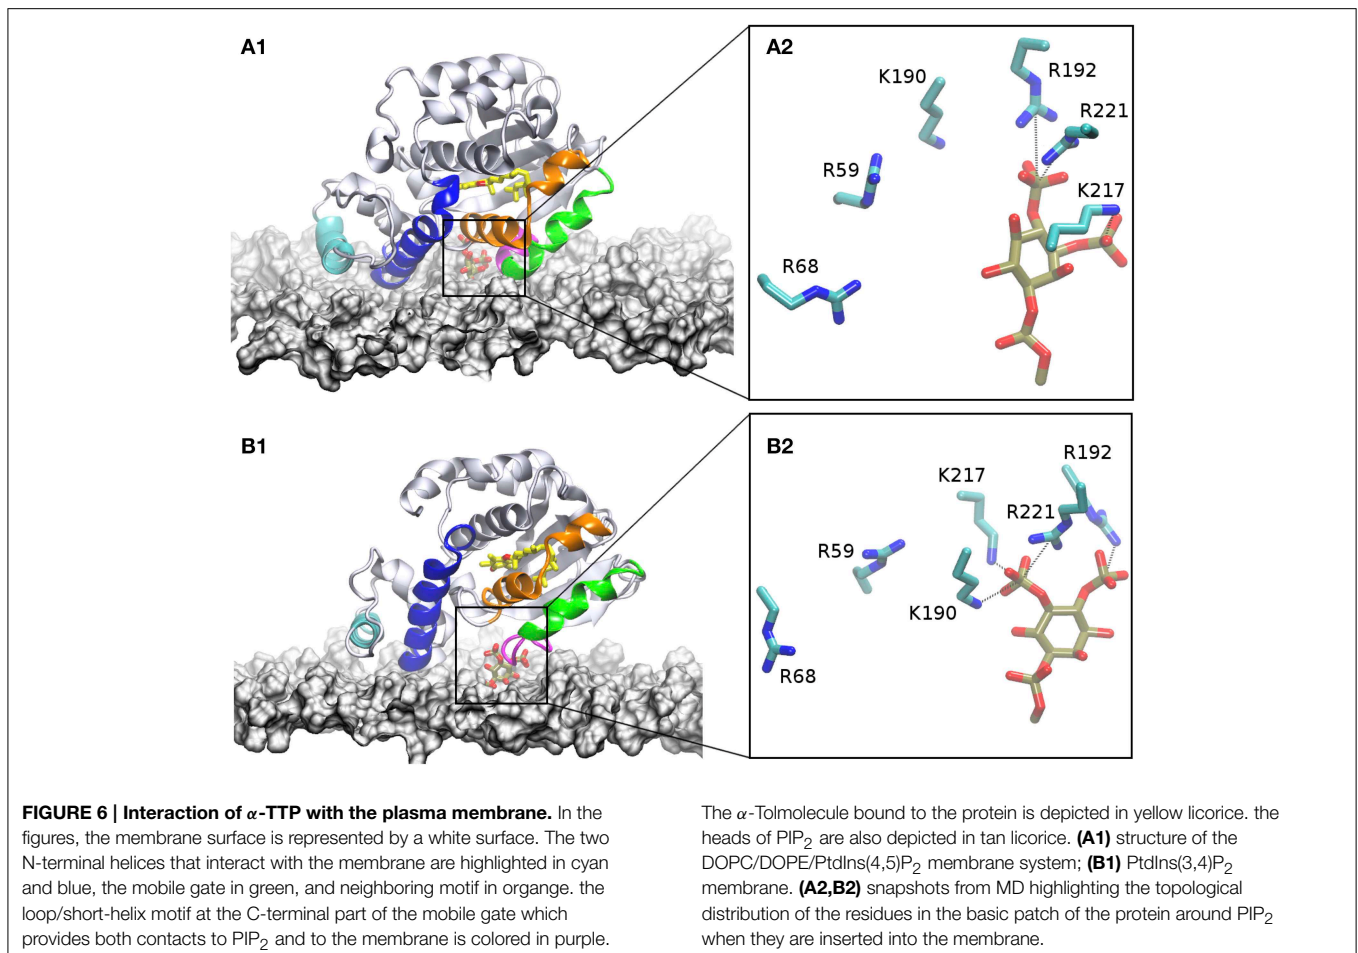 A1
A2
R192
K190
R221
R59
K217
R68
B1
B2
R192
K217
R221
R59
K190
R68
FIGURE 6 | Interaction of α-TTP with the plasma membrane. In the
figures, the membrane surface is represented by a white surface. The two
N-terminal helices that interact with the membrane are highlighted in cyan
and blue, the mobile gate in green, and neighboring motif in organge. the
loop/short-helix motif at the C-terminal part of the mobile gate which
provides both contacts to PIP2 and to the membrane is colored in purple.
The α-Tolmolecule bound to the protein is depicted in yellow licorice. the
heads of PIP2 are also depicted in tan licorice. (A1) structure of the
DOPC/DOPE/PtdIns(4,5)P2 membrane system; (B1) PtdIns(3,4)P2
membrane. (A2,B2) snapshots from MD highlighting the topological
distribution of the residues in the basic patch of the protein around PIP2
when they are inserted into the membrane.